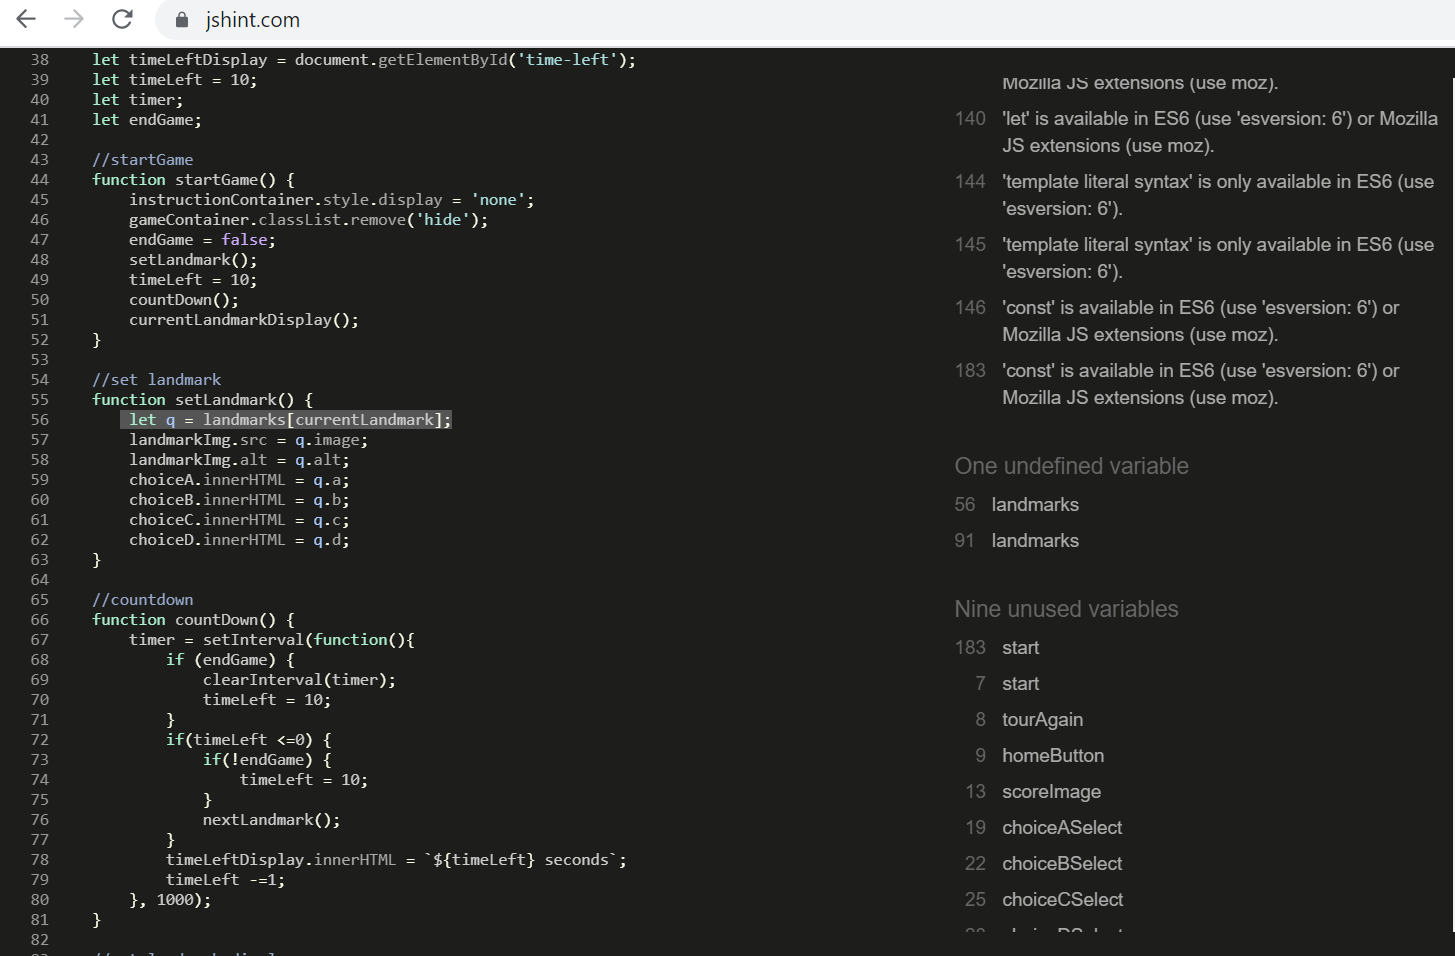 jshint.com
38 let timeLeftDisplay = document.getElementById('time-left');
39 let timeLeft = 10;
40 let timer;
41 let endGame;
42
43 //startGame
44 function startGame() {
45 instructionContainer.style.display = 'none';
46 gameContainer.classList.remove('hide');
47 endGame = false;
48 setLandmark();
49 timeLeft = 10;
50 countDown();
51 currentLandmarkDisplay();
52 }
53
54 //set landmark
55 function setLandmark() {
56 let q = landmarks[currentLandmark];
57 landmarkImg.src = q.image;
58 landmarkImg.alt = q.alt;
59 choiceA.innerHTML = q.a;
60 choiceB.innerHTML = q.b;
61 choiceC.innerHTML = q.c;
62 choiceD.innerHTML = q.d;
63 }
64
65 //countdown
66 function countDown() {
67 timer = setInterval(function(){
68 if (endGame) {
69 clearInterval(timer);
70 timeLeft = 10;
71 }
72 if(timeLeft <=0) {
73 if(!endGame) {
74 timeLeft = 10;
75 }
76 nextLandmark();
77 }
78 timeLeftDisplay.innerHTML = `${timeLeft} seconds`;
79 timeLeft -=1;
80 }, 1000);
81 }
82
Mozilla JS extensions (use moz).
140 'let' is available in ES6 (use 'esversion: 6') or Mozilla
JS extensions (use moz).
144 'template literal syntax' is only available in ES6 (use
'esversion: 6').
145 'template literal syntax' is only available in ES6 (use
'esversion: 6').
146 'const' is available in ES6 (use 'esversion: 6') or
Mozilla JS extensions (use moz).
183 'const' is available in ES6 (use 'esversion: 6') or
Mozilla JS extensions (use moz).
One undefined variable
56 landmarks
91 landmarks
Nine unused variables
183 start
7 start
8 tourAgain
9 homeButton
13 scoreImage
19 choiceASelect
22 choiceBSelect
25 choiceCSelect